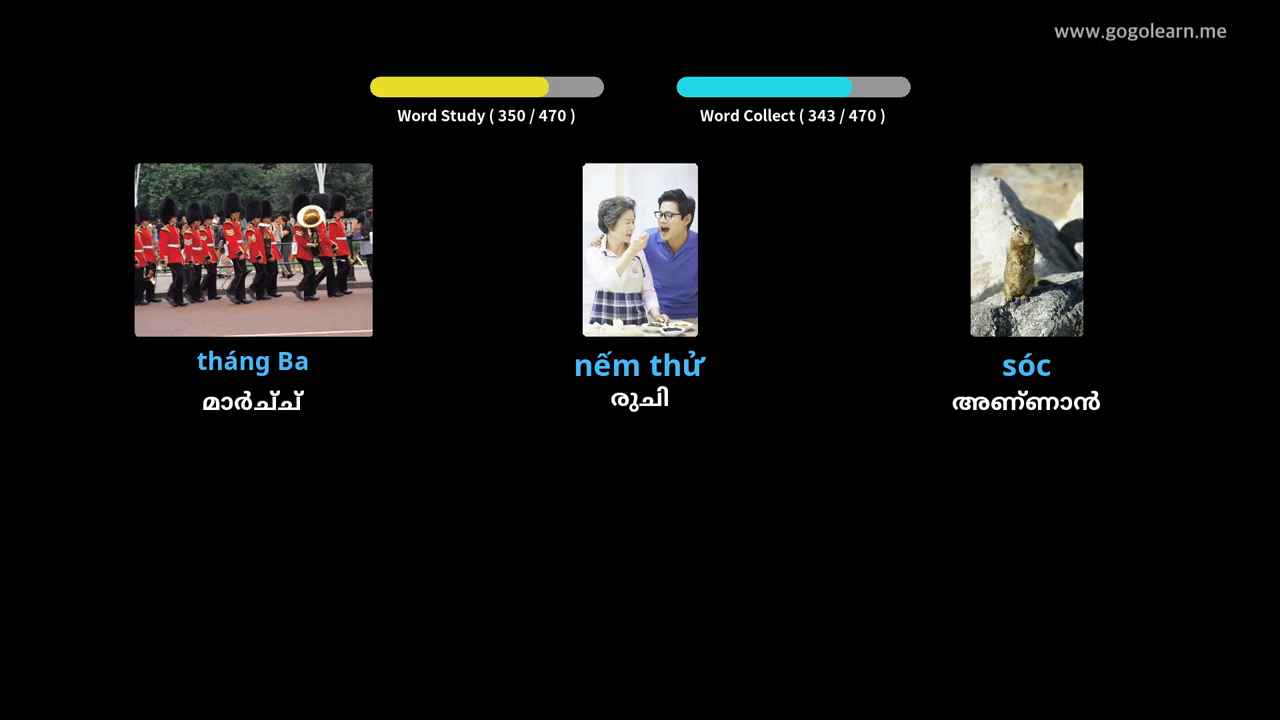 www.gogolearn.me
Word Study ( 350 / 470 )
Word Collect ( 343 / 470 )
tháng Ba
nếm thử
sóc
മാർച്ച്
രുചി
അണ്ണാൻ